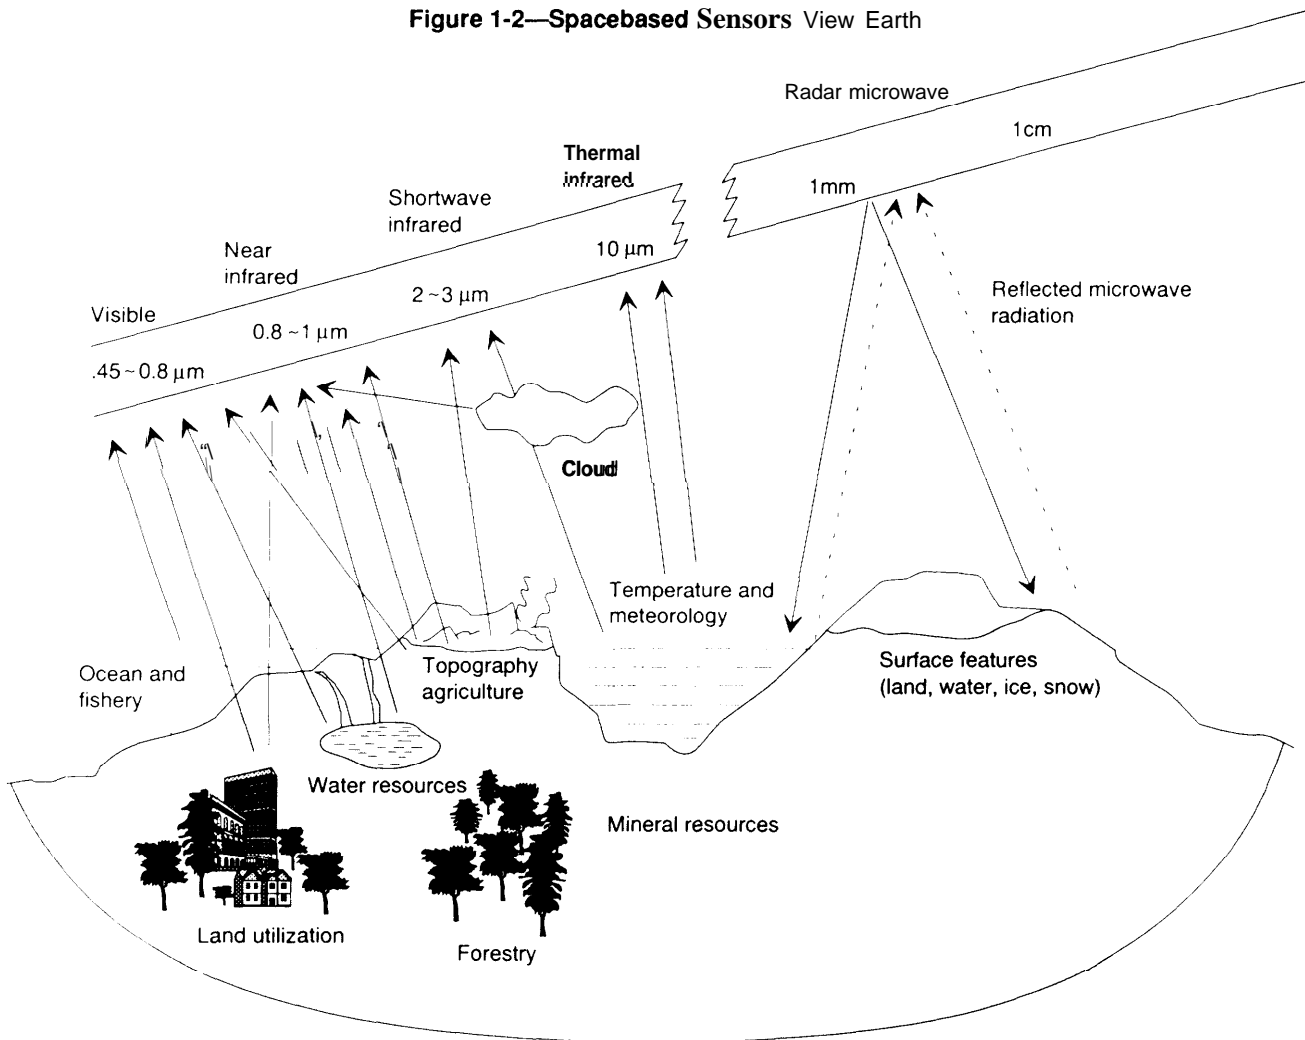 Figure 1-2—Spacebased Sensors View Earth
Radar microwave
1cm
Thermal
infrared
1mm
Shortwave
infrared
10 μm
Near
infrared
2~3 μm
Reflected microwave
radiation
Visible
0.8~1 μm
.45~0.8 μm
Cloud
Temperature and
meteorology
Ocean and
fishery
Topography
agriculture
Surface features
(land, water, ice, snow)
Water resources
Mineral resources
Land utilization
Forestry